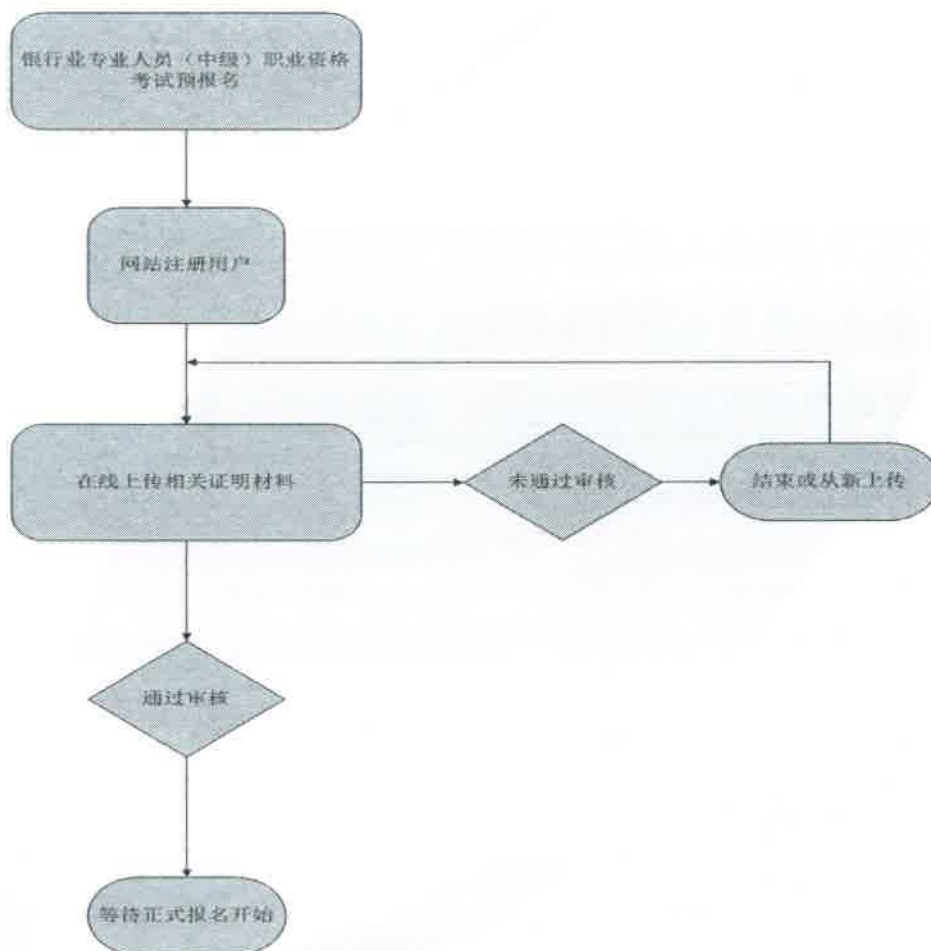 银行业专业人员（中级）职业资格
考试预报名
网站注册用户
在线上传相关证明材料
未通过审核
结束或从新上传
通过审核
等待正式报名开始